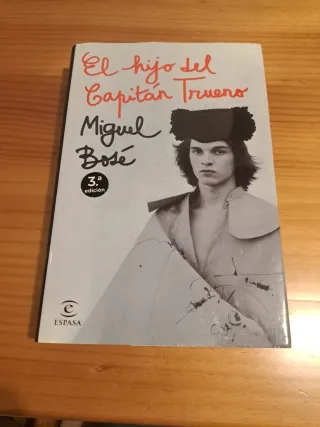 El hijo del
Capitán Trueno
Miguel
Bosé
3.ª
edición
e
ESPASA